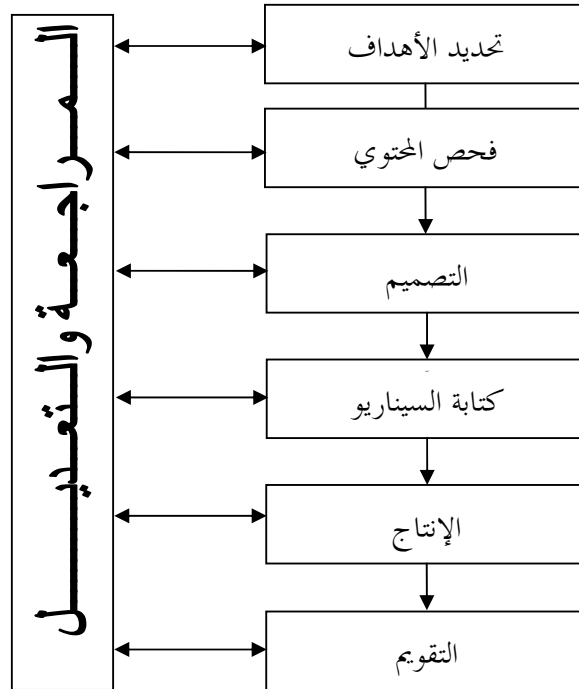 تحديد الأهداف
فحص المحتوي
التصميم
كتابة السيناريو
الإنتاج
التقويم
المراجعة والتعديل